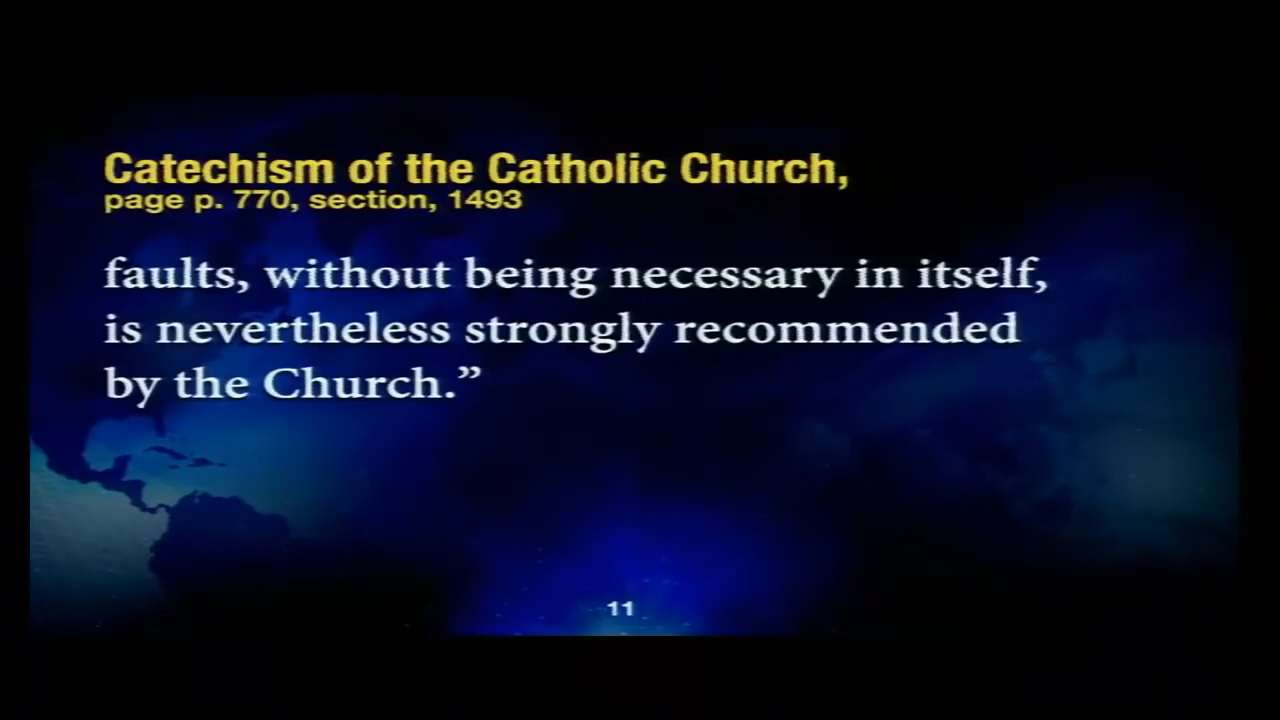 Catechism of the Catholic Church,
page p. 770, section, 1493
faults, without being necessary in itself,
is nevertheless strongly recommended
by the Church.”
11